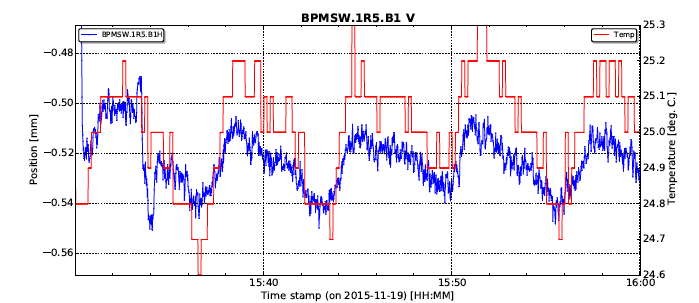 BPMSW.1R5.B1 V
BPMSW.1R5.B1H
Temp
−0.48
−0.50
−0.52
−0.54
−0.56
Position [mm]
25.3
25.2
25.1
25.0
24.9
24.8
24.7
24.6
Temperature [deg. C.]
15:40
15:50
16:00
Time stamp (on 2015-11-19) [HH:MM]